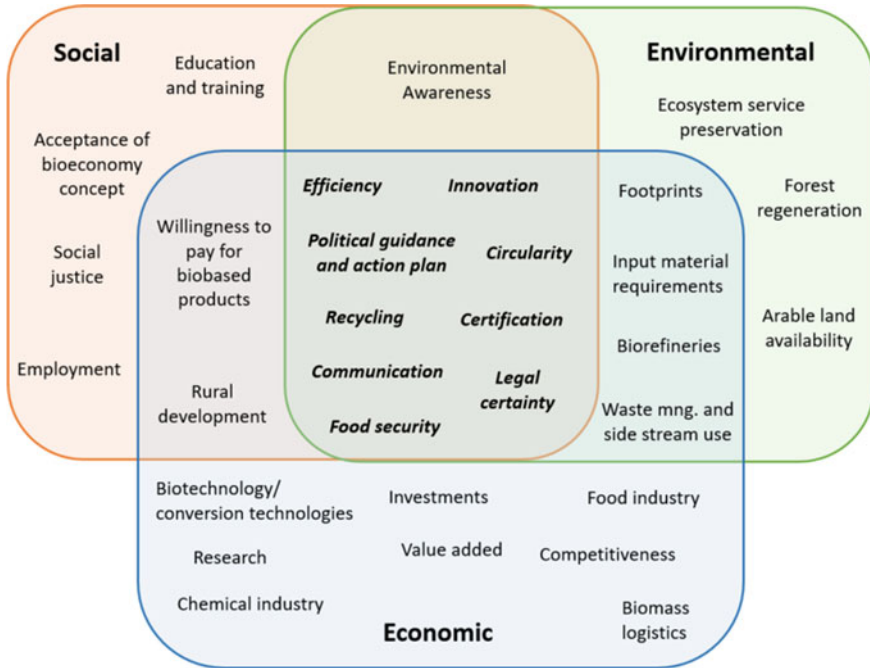 Social
Education
and training
Environmental
Awareness
Environmental
Ecosystem service
preservation
Acceptance of
bioeconomy
concept
Efficiency
Innovation
Footprints
Forest
regeneration
Willingness to
pay for
biobased
products
Social
justice
Political guidance
and action plan
Circularity
Input material
requirements
Recycling
Certification
Arable land
availability
Employment
Communication
Biorefineries
Rural
development
Legal
certainty
Food security
Waste mng. and
side stream use
Biotechnology/
conversion technologies
Investments
Food industry
Research
Value added
Competitiveness
Chemical industry
Economic
Biomass
logistics